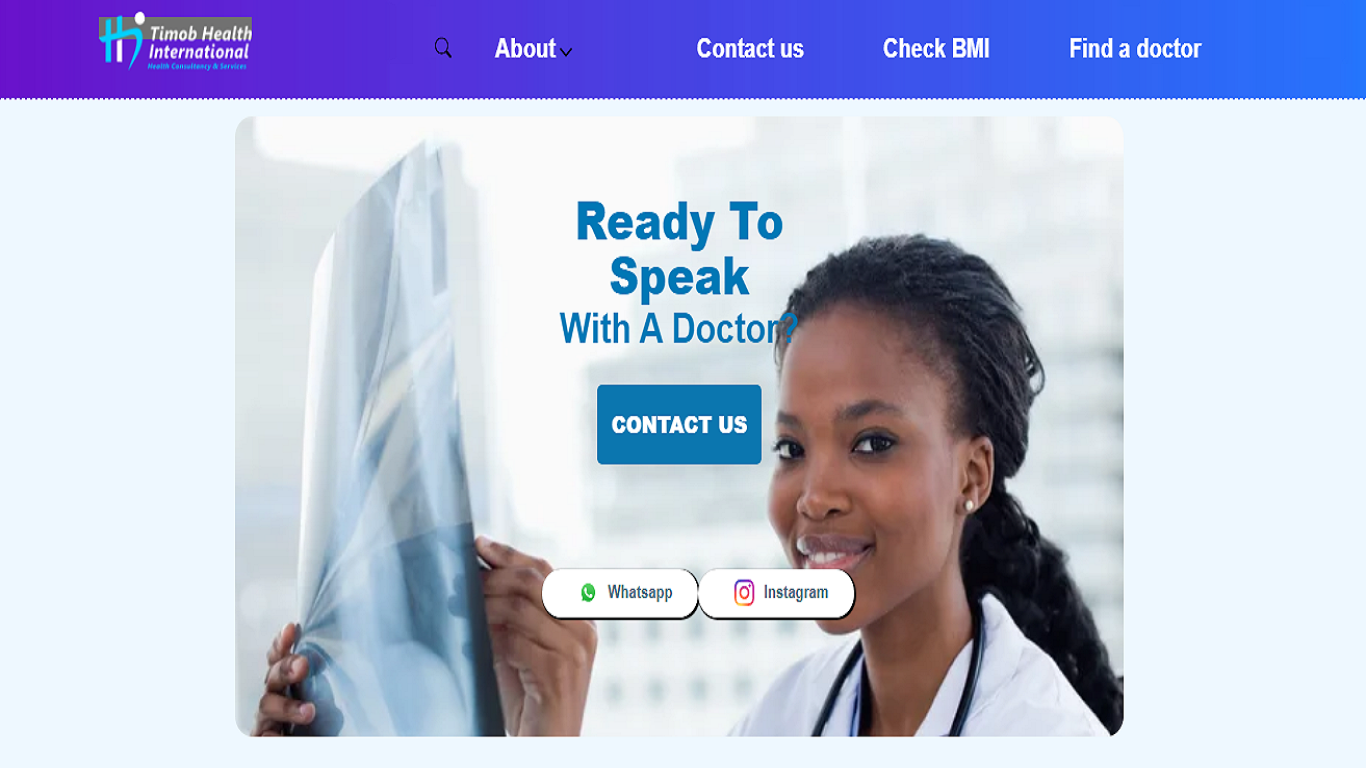 Timob Health
International
Health Consultancy & Services
About
Contact us
Check BMI
Find a doctor
Ready To
Speak
With A Doctor?
CONTACT US
Whatsapp
Instagram